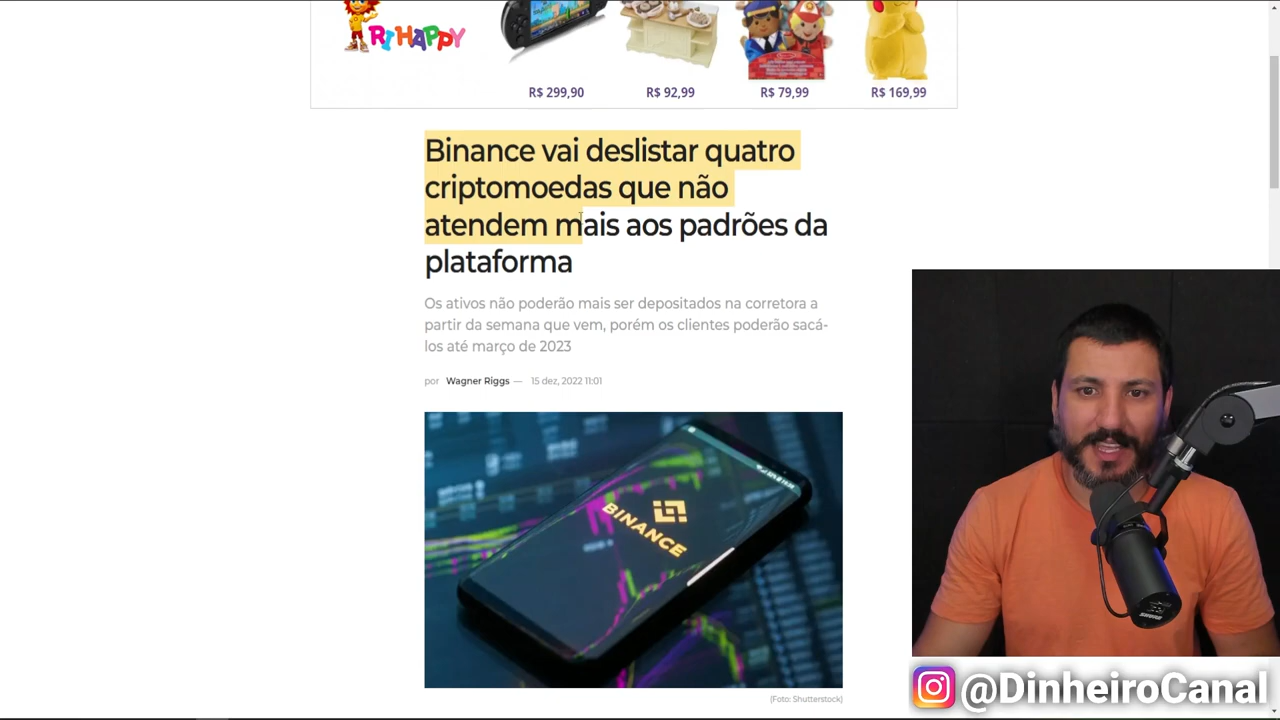 RI HAPPY
R$ 299,90
R$ 92,99
R$ 79,99
R$ 169,99
Binance vai deslistar quatro
criptomoedas que não
atendem mais aos padrões da
plataforma
Os ativos não poderão mais ser depositados na corretora a
partir da semana que vem, porém os clientes poderão sacá-
los até março de 2023
por Wagner Riggs — 15 dez, 2022 11:01
BINANCE
(Foto: Shutterstock)
SHURE
@DinheiroCanal